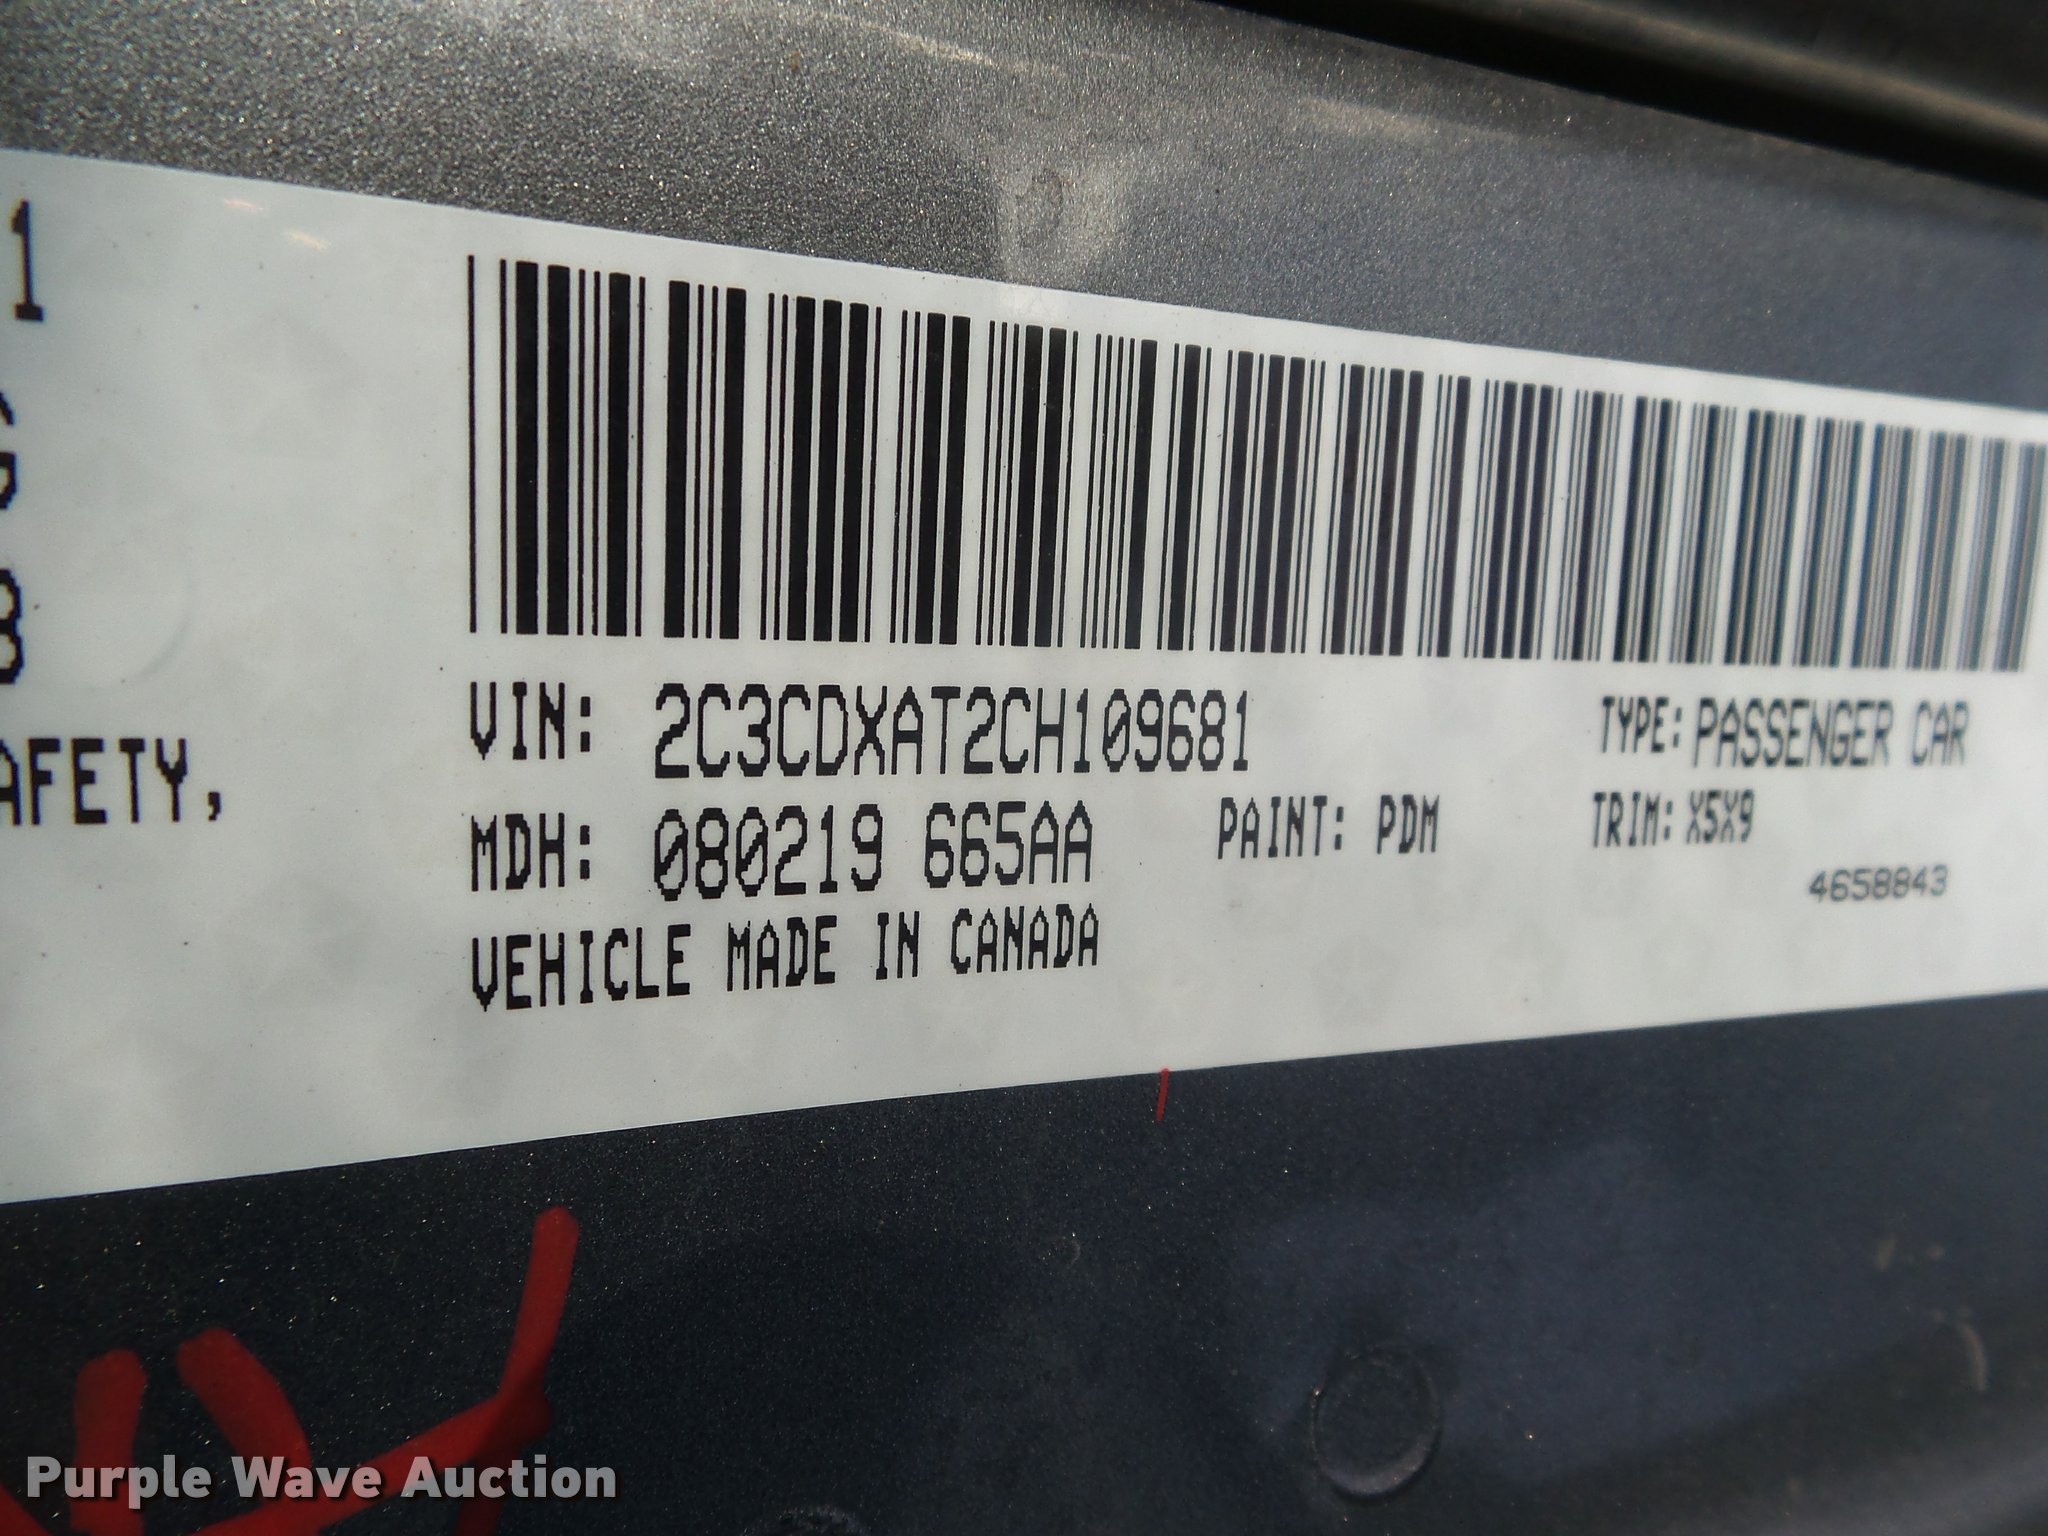 1
AFETY,
VIN: 2C3CDXAT2CH109681
TYPE: PASSENGER CAR
MDH: 080219 665AA
PAINT: PDM
TRIM: X5X9
4658843
VEHICLE MADE IN CANADA
Purple Wave Auction